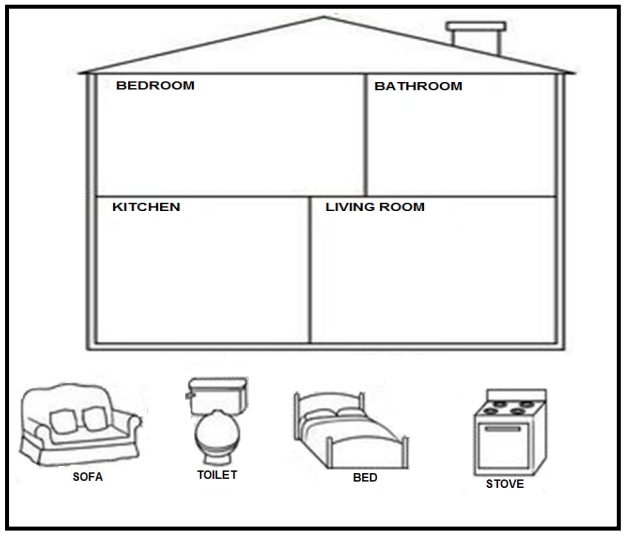 BEDROOM BATHROOM
KITCHEN LIVING ROOM
SOFA TOILET BED STOVE